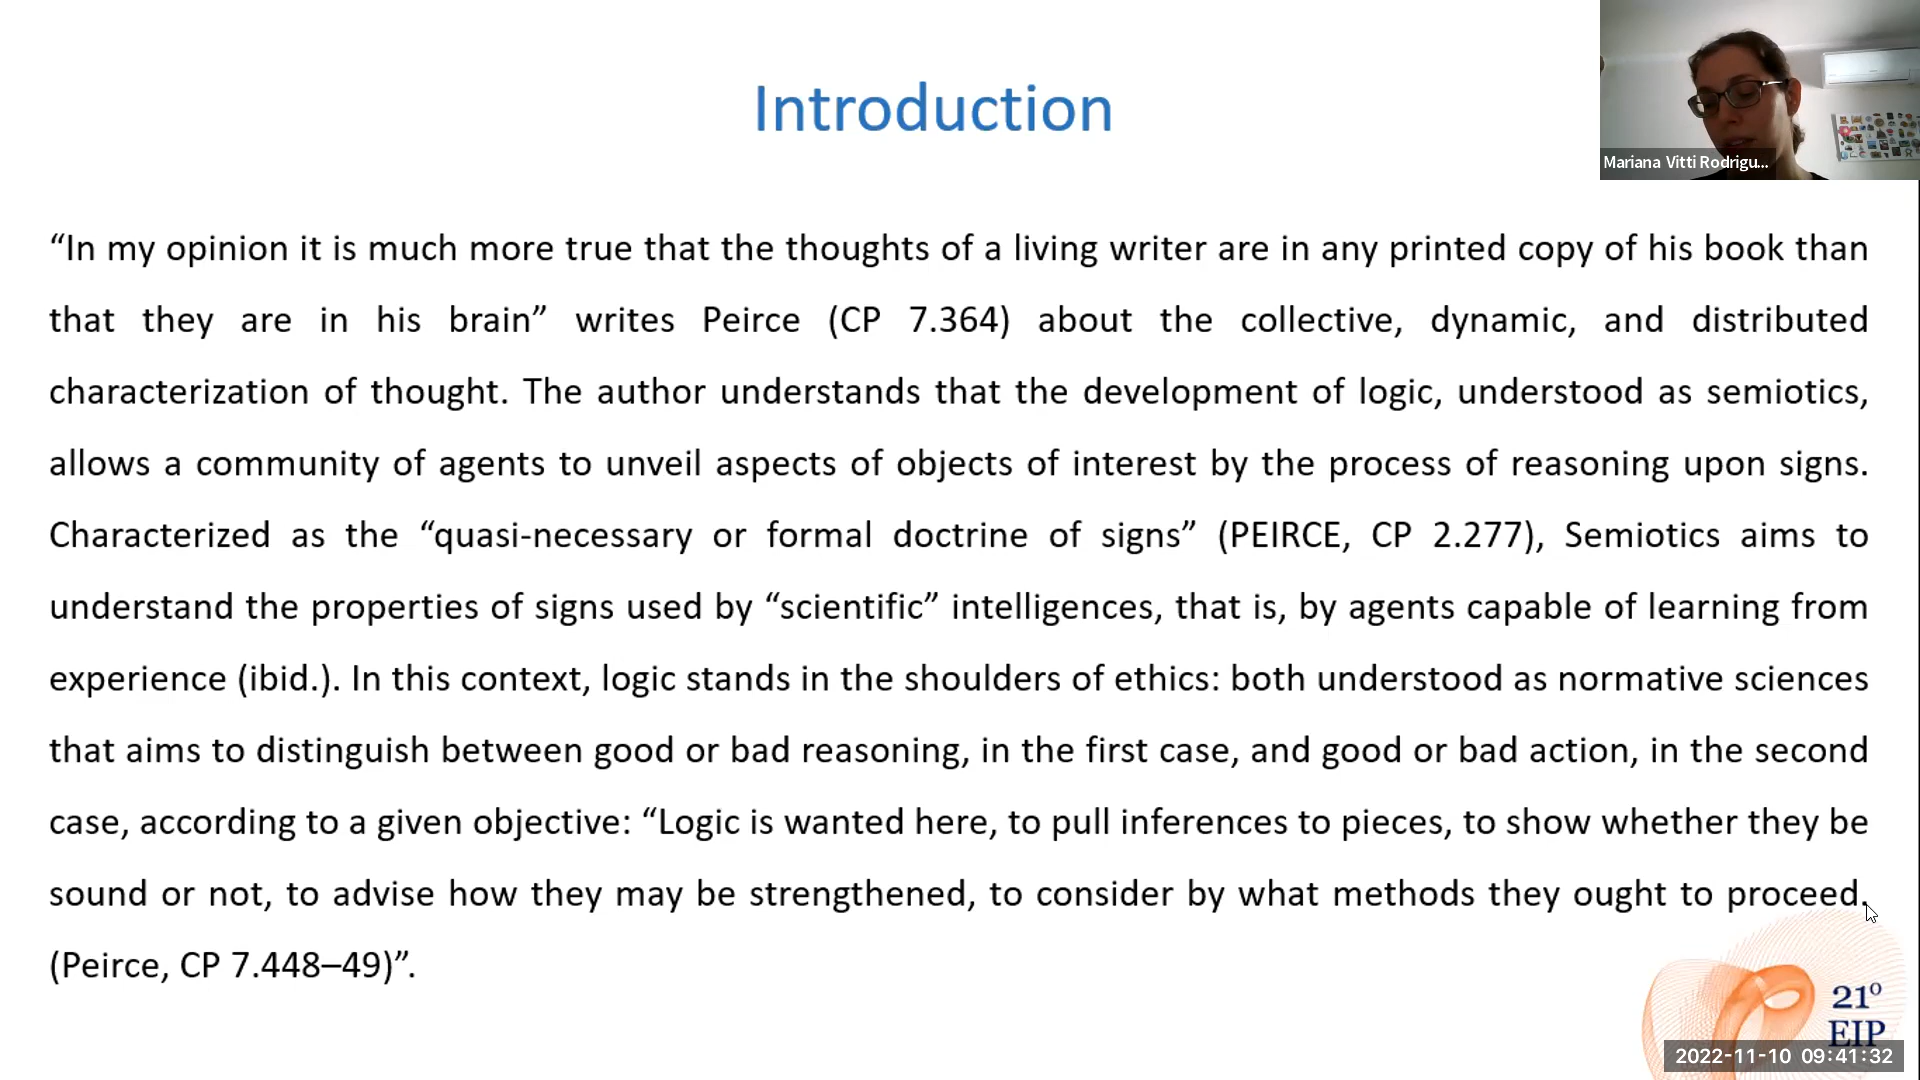 Introduction
Mariana Vitti Rodrigu...
“In my opinion it is much more true that the thoughts of a living writer are in any printed copy of his book than
that they are in his brain” writes Peirce (CP 7.364) about the collective, dynamic, and distributed
characterization of thought. The author understands that the development of logic, understood as semiotics,
allows a community of agents to unveil aspects of objects of interest by the process of reasoning upon signs.
Characterized as the “quasi-necessary or formal doctrine of signs” (PEIRCE, CP 2.277), Semiotics aims to
understand the properties of signs used by “scientific” intelligences, that is, by agents capable of learning from
experience (ibid.). In this context, logic stands in the shoulders of ethics: both understood as normative sciences
that aims to distinguish between good or bad reasoning, in the first case, and good or bad action, in the second
case, according to a given objective: “Logic is wanted here, to pull inferences to pieces, to show whether they be
sound or not, to advise how they may be strengthened, to consider by what methods they ought to proceed.
(Peirce, CP 7.448–49)”.
21º
EIP
2022-11-10 09:41:32